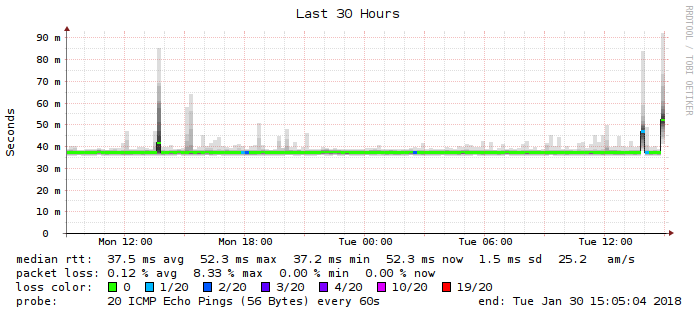 Last 30 Hours
RRDTOOL / TOBI OETIKER
Seconds
90 m
80 m
70 m
60 m
50 m
40 m
30 m
20 m
10 m
0
Mon 12:00 Mon 18:00 Tue 00:00 Tue 06:00 Tue 12:00
median rtt: 37.5 ms avg 52.3 ms max 37.2 ms min 52.3 ms now 1.5 ms sd 25.2 am/s
packet loss: 0.12 % avg 8.33 % max 0.00 % min 0.00 % now
loss color: 0 1/20 2/20 3/20 4/20 10/20 19/20
probe: 20 ICMP Echo Pings (56 Bytes) every 60s end: Tue Jan 30 15:05:04 2018